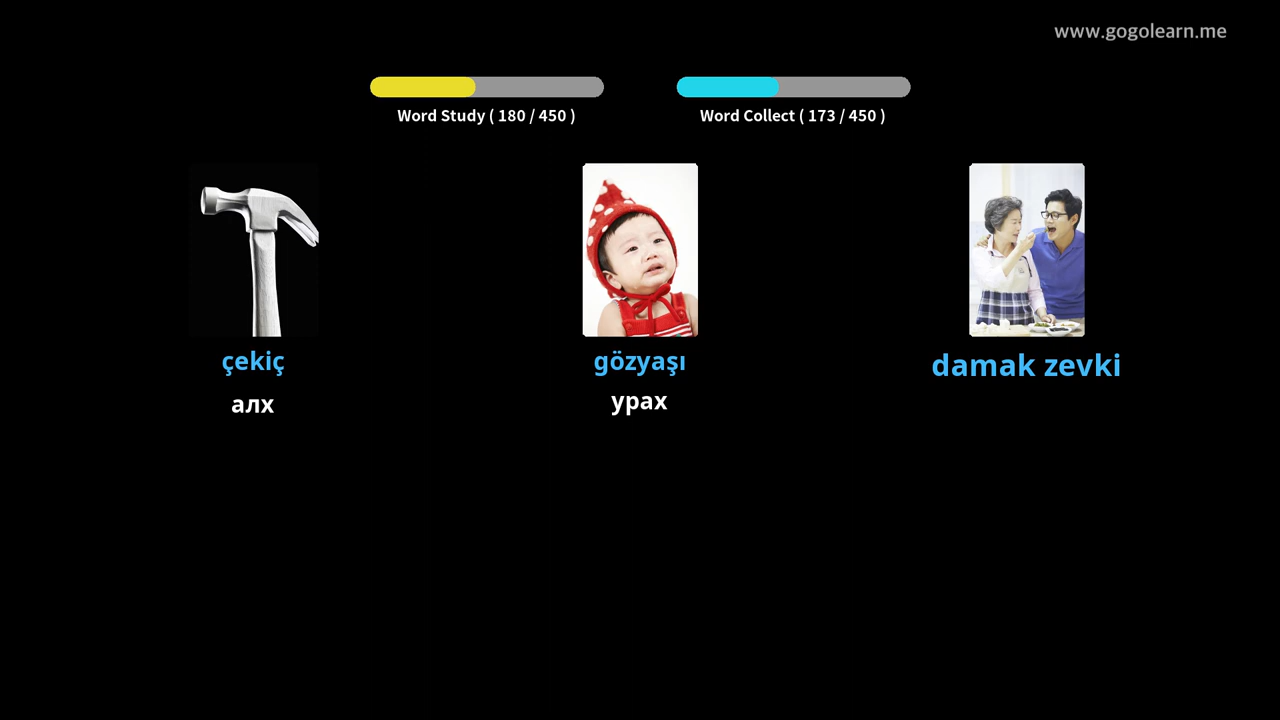 www.gogolearn.me
Word Study ( 180 / 450 )
Word Collect ( 173 / 450 )
çekiç
gözyaşı
damak zevki
алх
урах